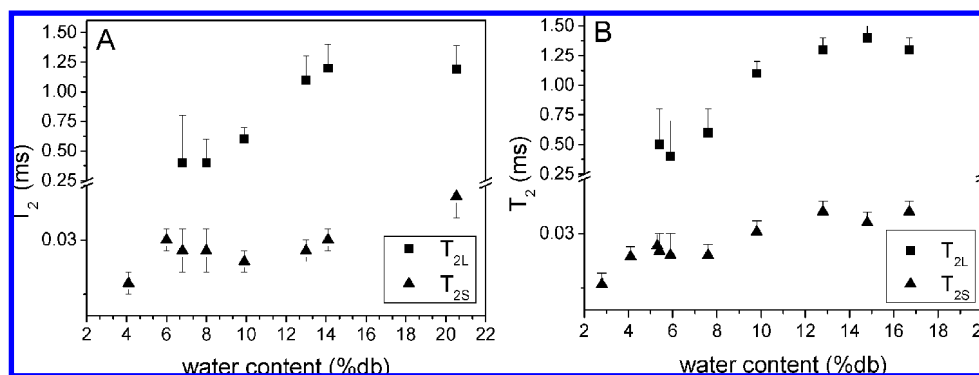 A
1.50
1.25
1.00
0.75
0.50
0.25
0.03
T2 (ms)
T2L
T2S
2 4 6 8 10 12 14 16 18 20 22
water content (%db)
B
1.50
1.25
1.00
0.75
0.50
0.25
0.03
T2 (ms)
T2L
T2S
2 4 6 8 10 12 14 16 18 2
water content (%db)